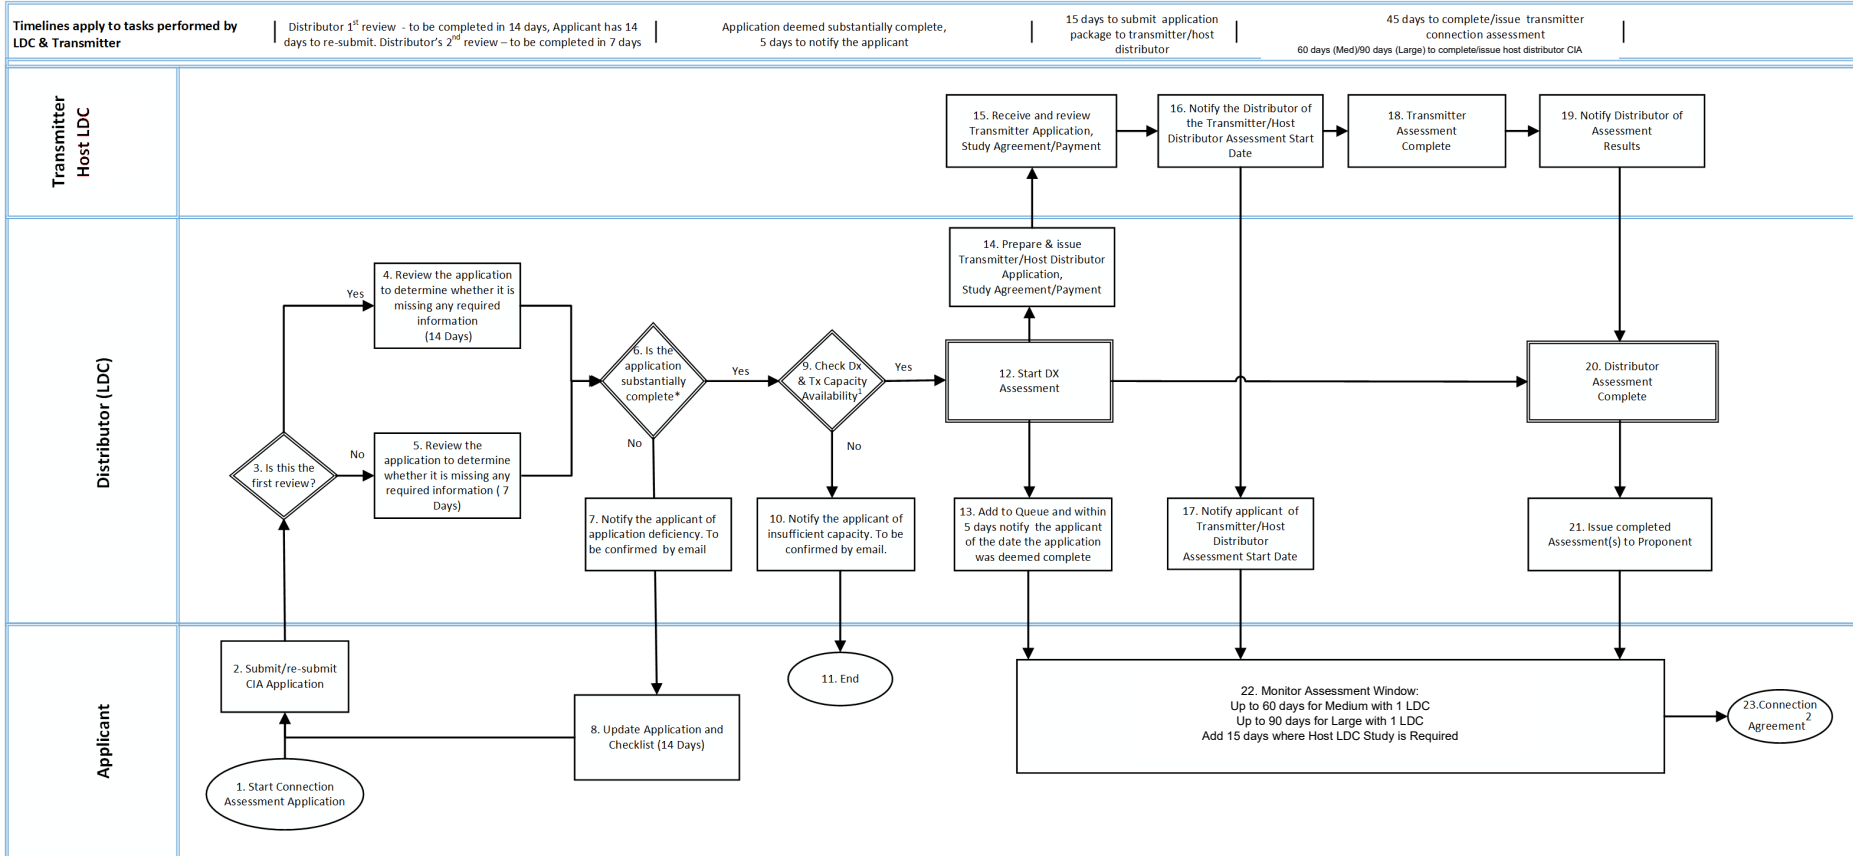 Timelines apply to tasks performed by
LDC & Transmitter
Distributor 1st review - to be completed in 14 days, Applicant has 14
days to re-submit. Distributor's 2nd review – to be completed in 7 days
Application deemed substantially complete,
5 days to notify the applicant
15 days to submit application
package to transmitter/host
distributor
45 days to complete/issue transmitter
connection assessment
60 days (Med)/90 days (Large) to complete/issue host distributor CIA
Transmitter
Host LDC
15. Receive and review
Transmitter Application,
Study Agreement/Payment
16. Notify the Distributor of
the Transmitter/Host
Distributor Assessment Start
Date
18. Transmitter
Assessment
Complete
19. Notify Distributor of
Assessment
Results
Distributor (LDC)
14. Prepare & issue
Transmitter/Host Distributor
Application,
Study Agreement/Payment
4. Review the application
to determine whether it is
missing any required
information
(14 Days)
Yes
3. Is this the
first review?
No
5. Review the
application to determine
whether it is missing any
required information ( 7
Days)
6. Is the
application
substantially
complete*
Yes
No
9. Check Dx
& Tx Capacity
Availability1
Yes
No
12. Start DX
Assessment
20. Distributor
Assessment
Complete
7. Notify the applicant of
application deficiency. To
be confirmed by email
10. Notify the applicant of
insufficient capacity. To be
confirmed by email.
13. Add to Queue and within
5 days notify the applicant
of the date the application
was deemed complete
17. Notify applicant of
Transmitter/Host
Distributor
Assessment Start Date
21. Issue completed
Assessment(s) to Proponent
Applicant
2. Submit/re-submit
CIA Application
1. Start Connection
Assessment Application
8. Update Application and
Checklist (14 Days)
11. End
22. Monitor Assessment Window:
Up to 60 days for Medium with 1 LDC
Up to 90 days for Large with 1 LDC
Add 15 days where Host LDC Study is Required
23.Connection
Agreement2